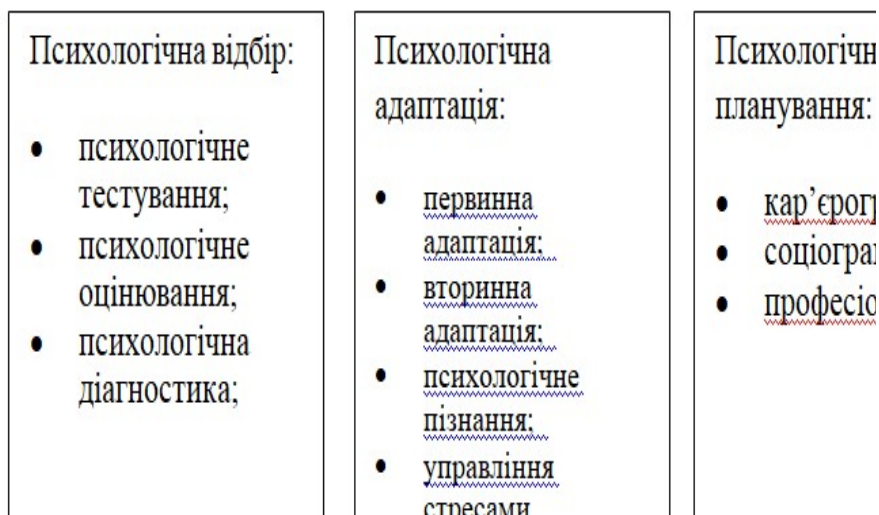 Психологічна відбір:
психологічне
тестування;
психологічне
оцінювання;
психологічна
діагностика;
Психологічна
адаптація:
первинна
адаптація;
вторинна
адаптація;
психологічне
пізнання;
управління
стресами
планування: